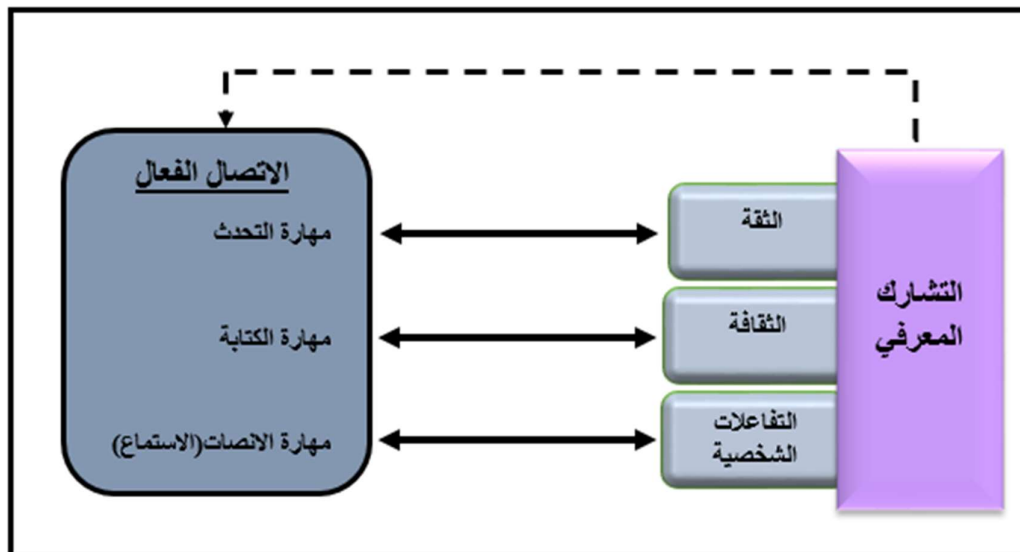 التشارك
المعرفي
الثقة
الثقافة
التفاعلات
الشخصية
الاتصال الفعال
مهارة التحدث
مهارة الكتابة
مهارة الانصات(الاستماع)